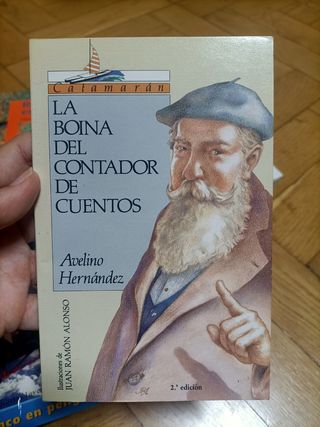 Catamarán
LA
BOINA
DEL
CONTADOR
DE
CUENTOS
Avelino
Hernández
Ilustraciones de
JUAN RAMÓN ALONSO
2.ª edición